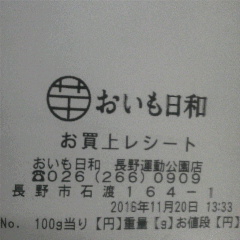 おいも日和
お買上レシート
おいも日和 長野運動公園店
☎026(266)0909
長野市石渡164-1
2016年11月20日 13:33
No. 100g当り【円】重量【g】お値段【円】